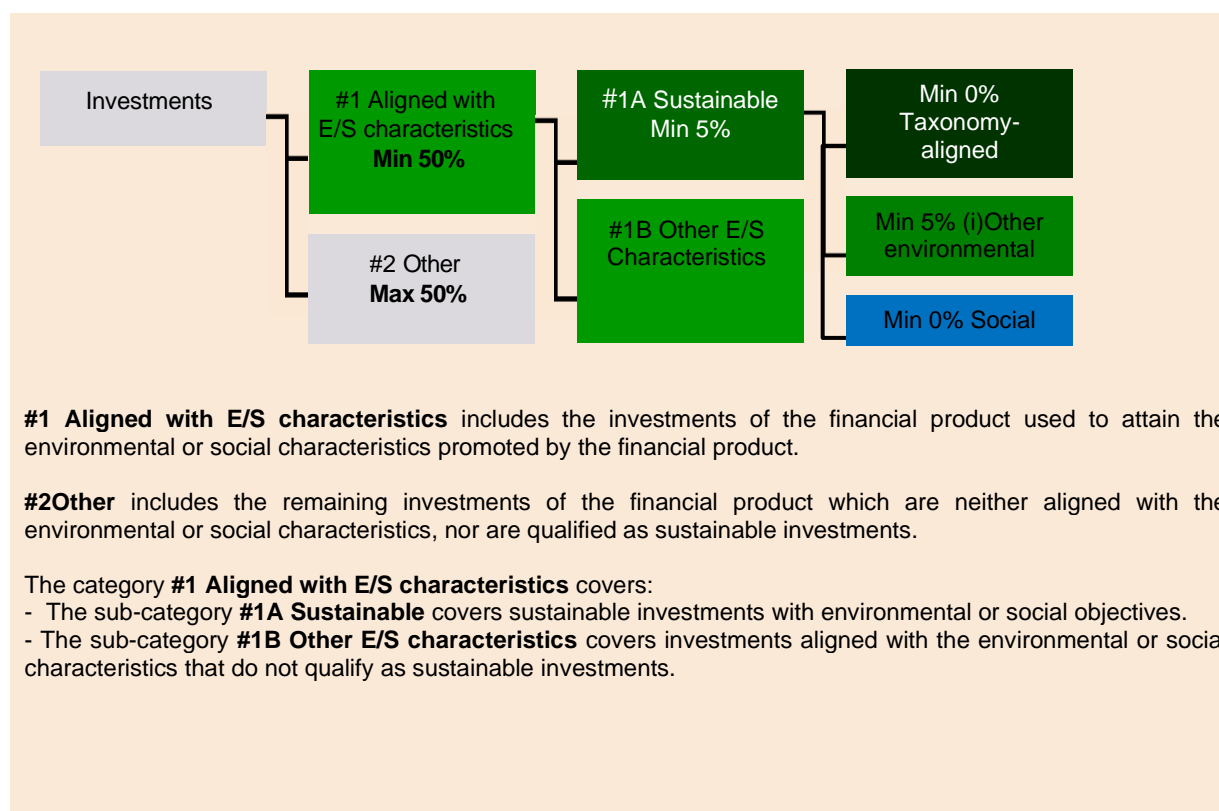 Investments
#1 Aligned with
E/S characteristics
Min 50%
#2 Other
Max 50%
#1A Sustainable
Min 5%
#1B Other E/S
Characteristics
Min 0%
Taxonomy-
aligned
Min 5% (i)Other
environmental
Min 0% Social
#1 Aligned with E/S characteristics includes the investments of the financial product used to attain the
environmental or social characteristics promoted by the financial product.
#2Other includes the remaining investments of the financial product which are neither aligned with the
environmental or social characteristics, nor are qualified as sustainable investments.
The category #1 Aligned with E/S characteristics covers:
- The sub-category #1A Sustainable covers sustainable investments with environmental or social objectives.
- The sub-category #1B Other E/S characteristics covers investments aligned with the environmental or social
characteristics that do not qualify as sustainable investments.